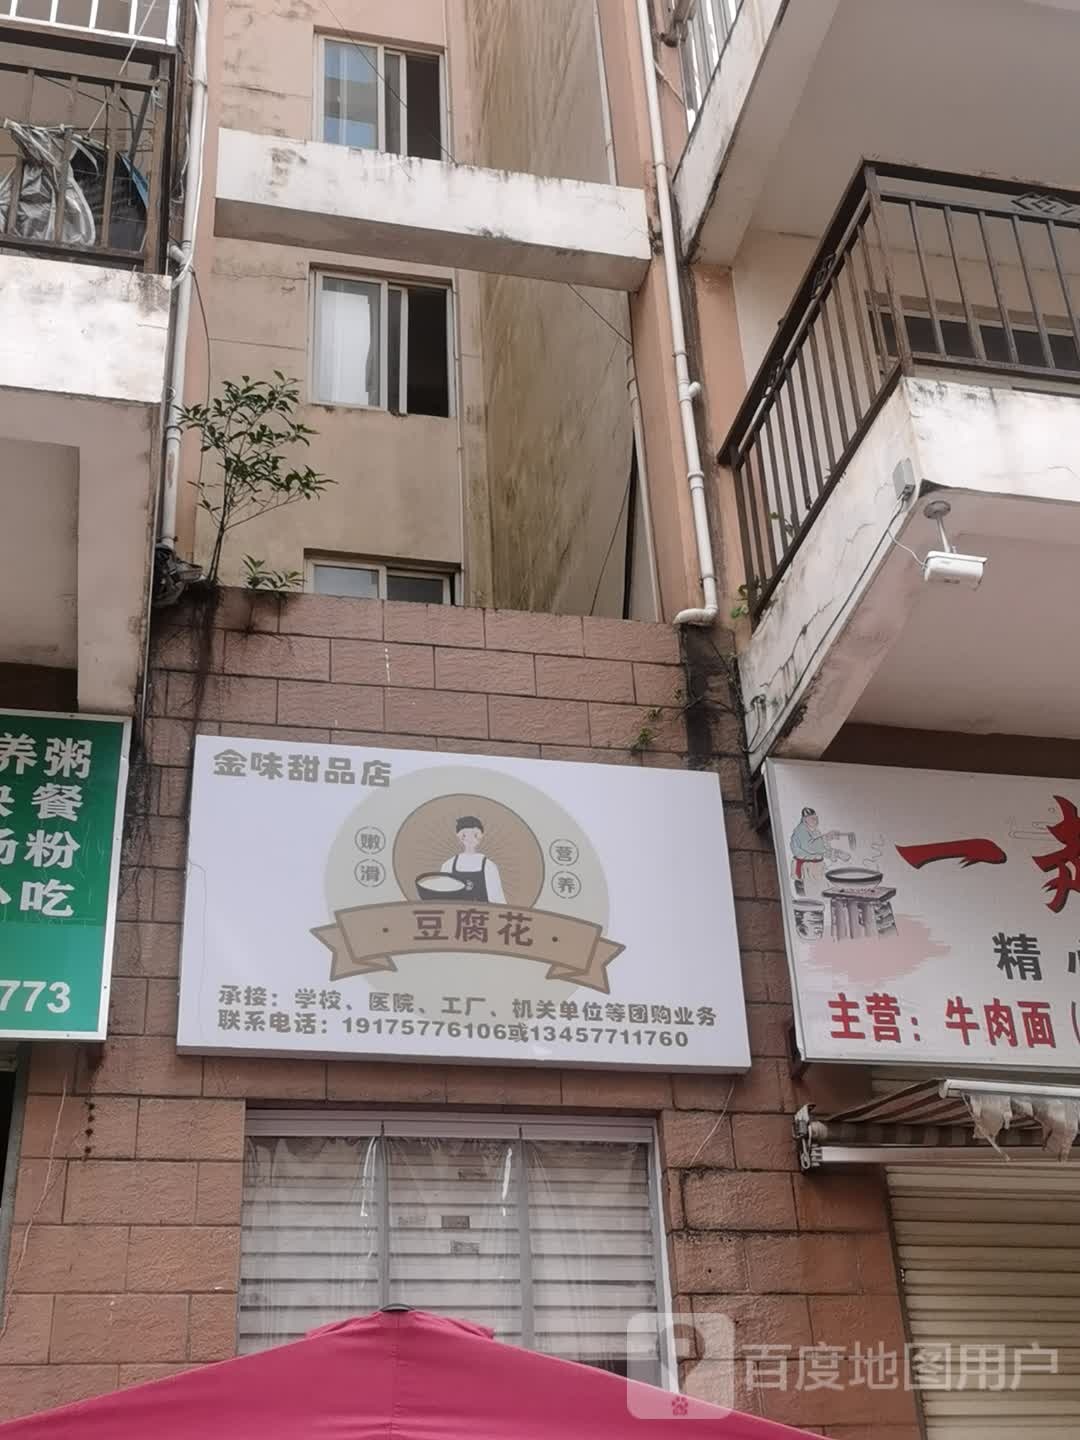 养粥
餐
汤粉
小吃
773
金味甜品店
嫩滑
营养
·豆腐花·
承接：学校、医院、工厂、机关单位等团购业务
联系电话：19175776106或13457711760
一
精心
主营：牛肉面（
百度地图用户